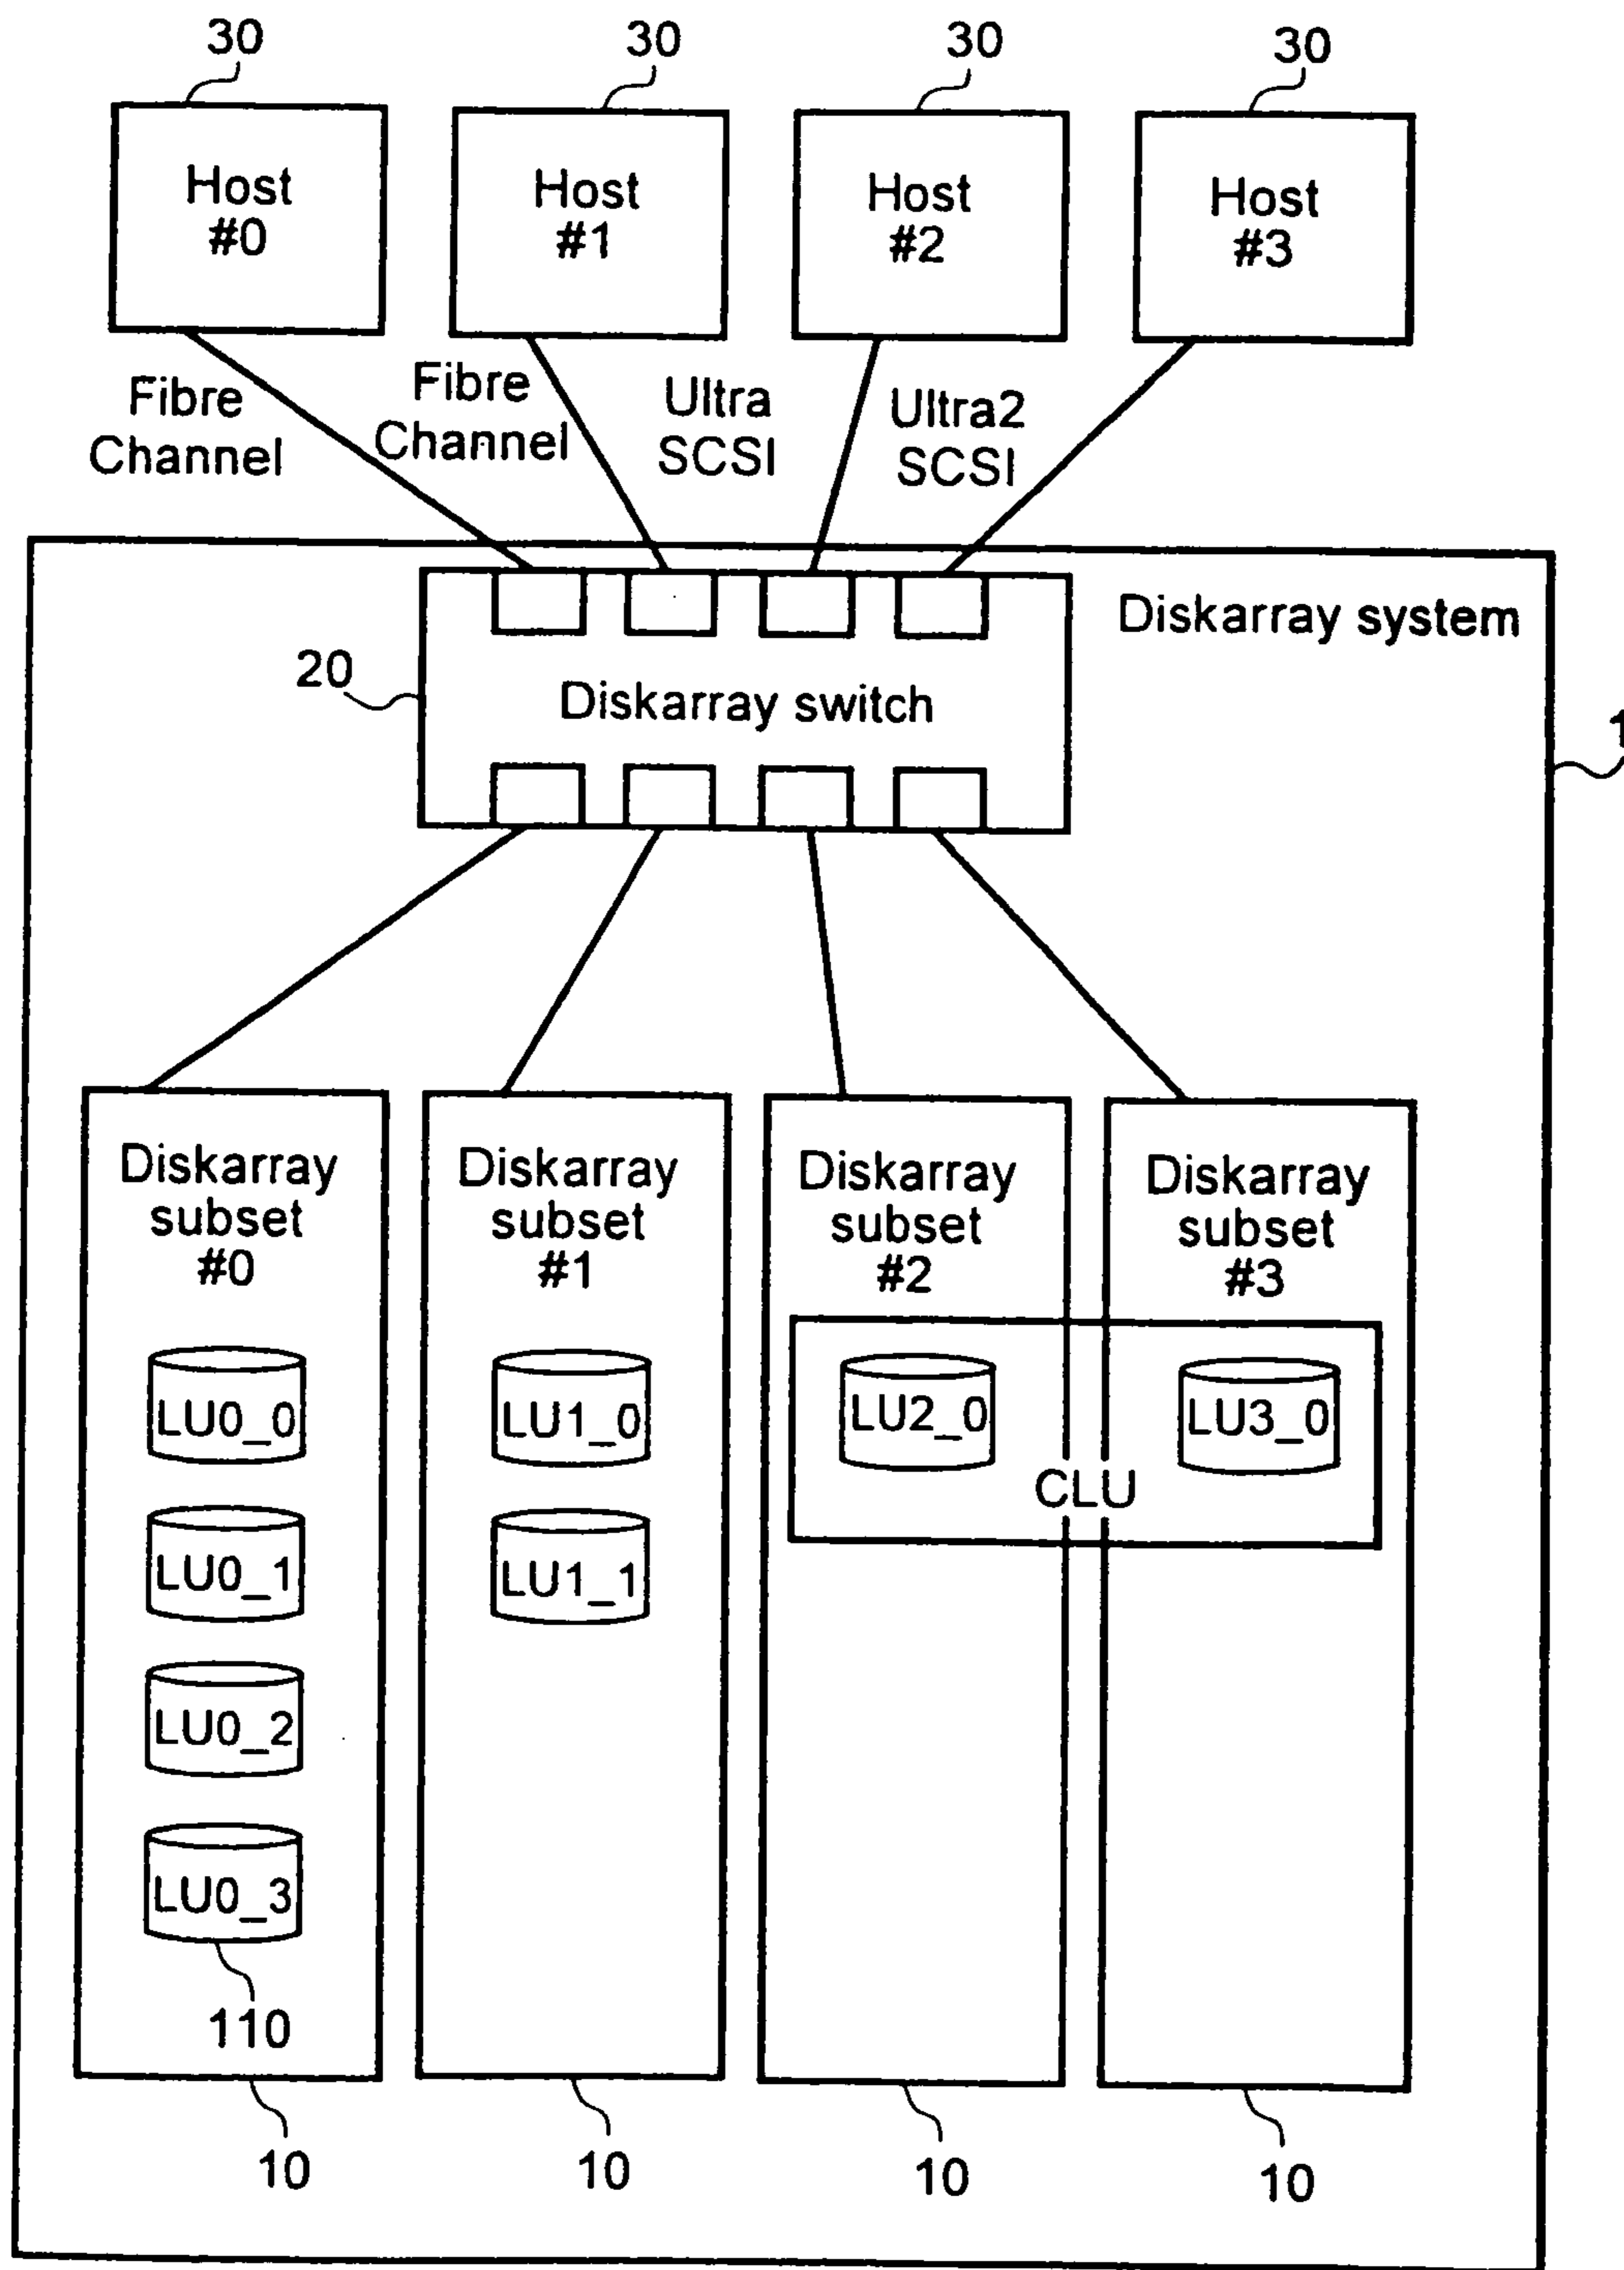 30
30
30
30
Host
#0
Host
#1
Host
#2
Host
#3
Fibre
Channel
Fibre
Channel
Ultra
SCSI
Ultra2
SCSI
Diskarray system
20
Diskarray switch
1
Diskarray
subset
#0
Diskarray
subset
#1
Diskarray
subset
#2
Diskarray
subset
#3
LU0_0
LU1_0
LU2_0
LU3_0
CLU
LU0_1
LU1_1
LU0_2
LU0_3
110
10
10
10
10